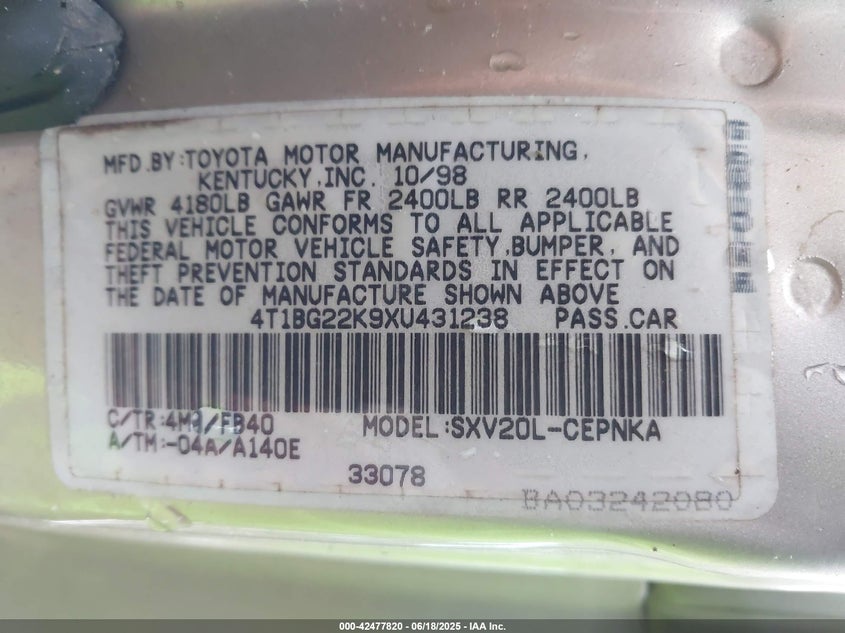 MFD.BY:TOYOTA MOTOR MANUFACTURING,
KENTUCKY,INC. 10/98
GVWR 4180LB GAWR FR 2400LB RR 2400LB
THIS VEHICLE CONFORMS TO ALL APPLICABLE
FEDERAL MOTOR VEHICLE SAFETY,BUMPER, AND
THEFT PREVENTION STANDARDS IN EFFECT ON
THE DATE OF MANUFACTURE SHOWN ABOVE
4T1BG22K9XU431238 PASS.CAR
C/TR: MODEL:SXV20L-CEPNKA
A/TM:-04A/A140E
33078
BA03242080
000-42477820 - 06/18/2025 - IAA Inc.